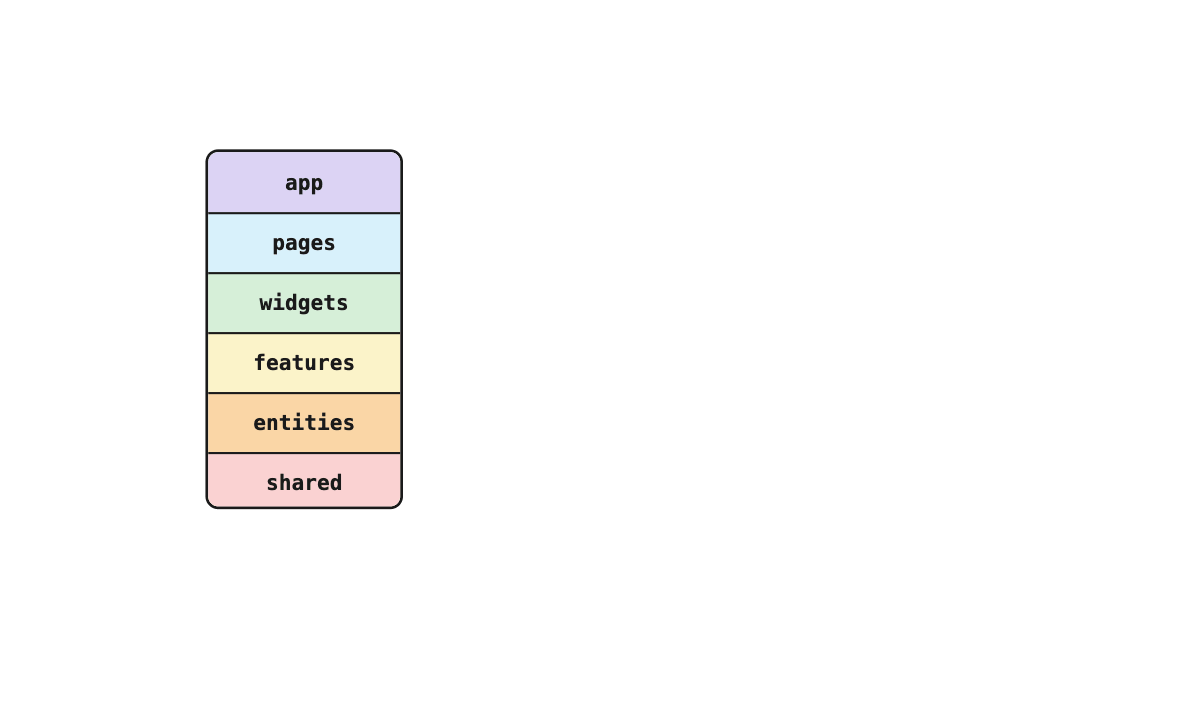 app
pages
widgets
features
entities
shared